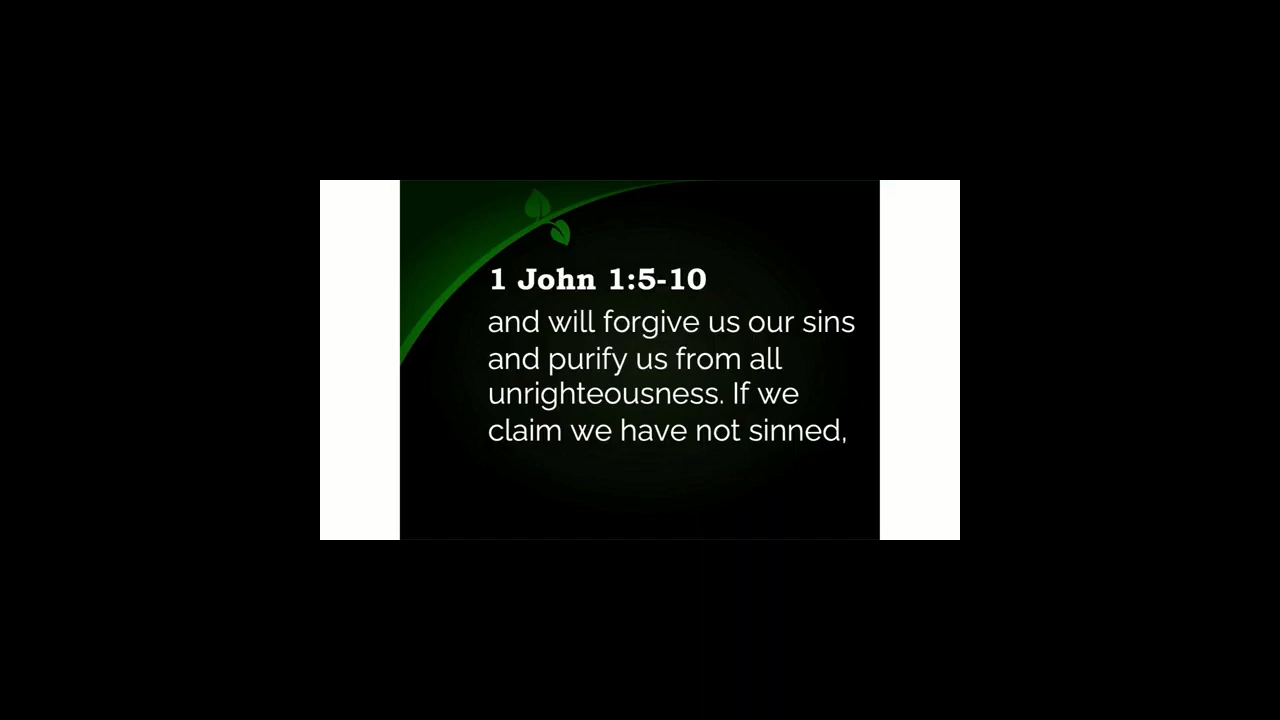 1 John 1:5-10
and will forgive us our sins
and purify us from all
unrighteousness. If we
claim we have not sinned,